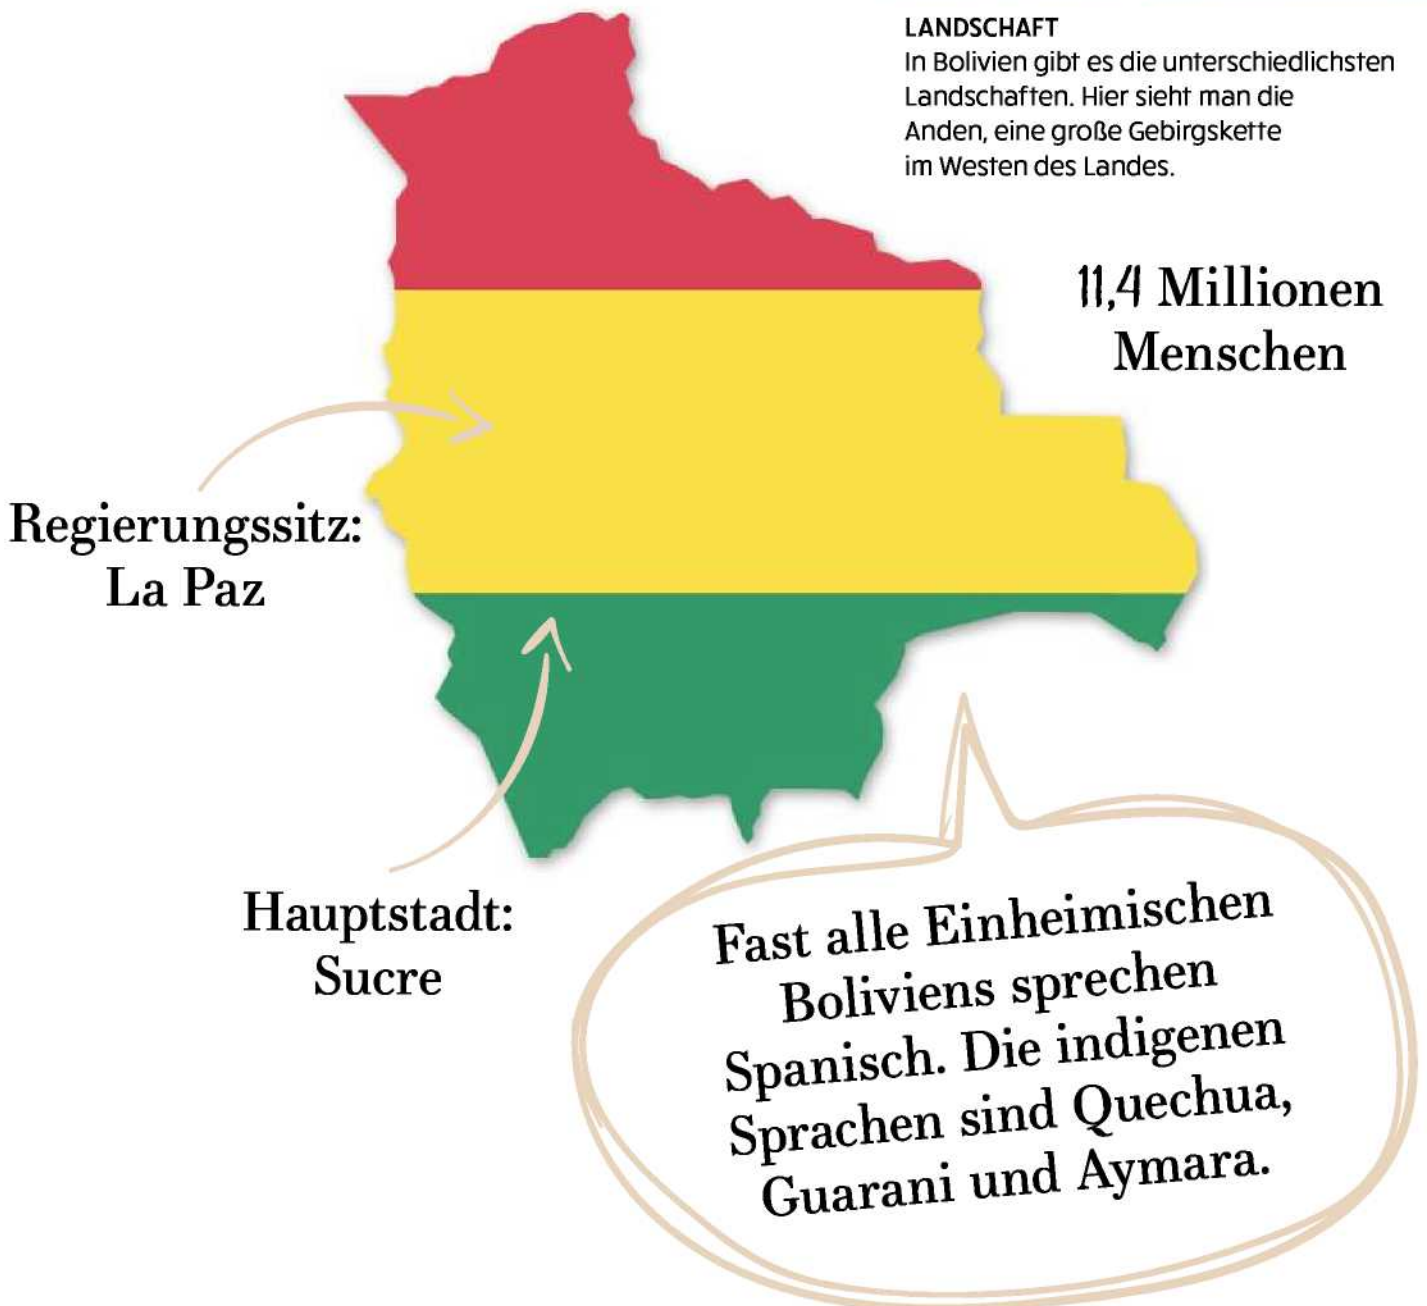 LANDSCHAFT
In Bolivien gibt es die unterschiedlichsten
Landschaften. Hier sieht man die
Anden, eine große Gebirgskette
im Westen des Landes.
11,4 Millionen
Menschen
Regierungssitz:
La Paz
Hauptstadt:
Sucre
Fast alle Einheimischen
Boliviens sprechen
Spanisch. Die indigenen
Sprachen sind Quechua,
Guarani und Aymara.